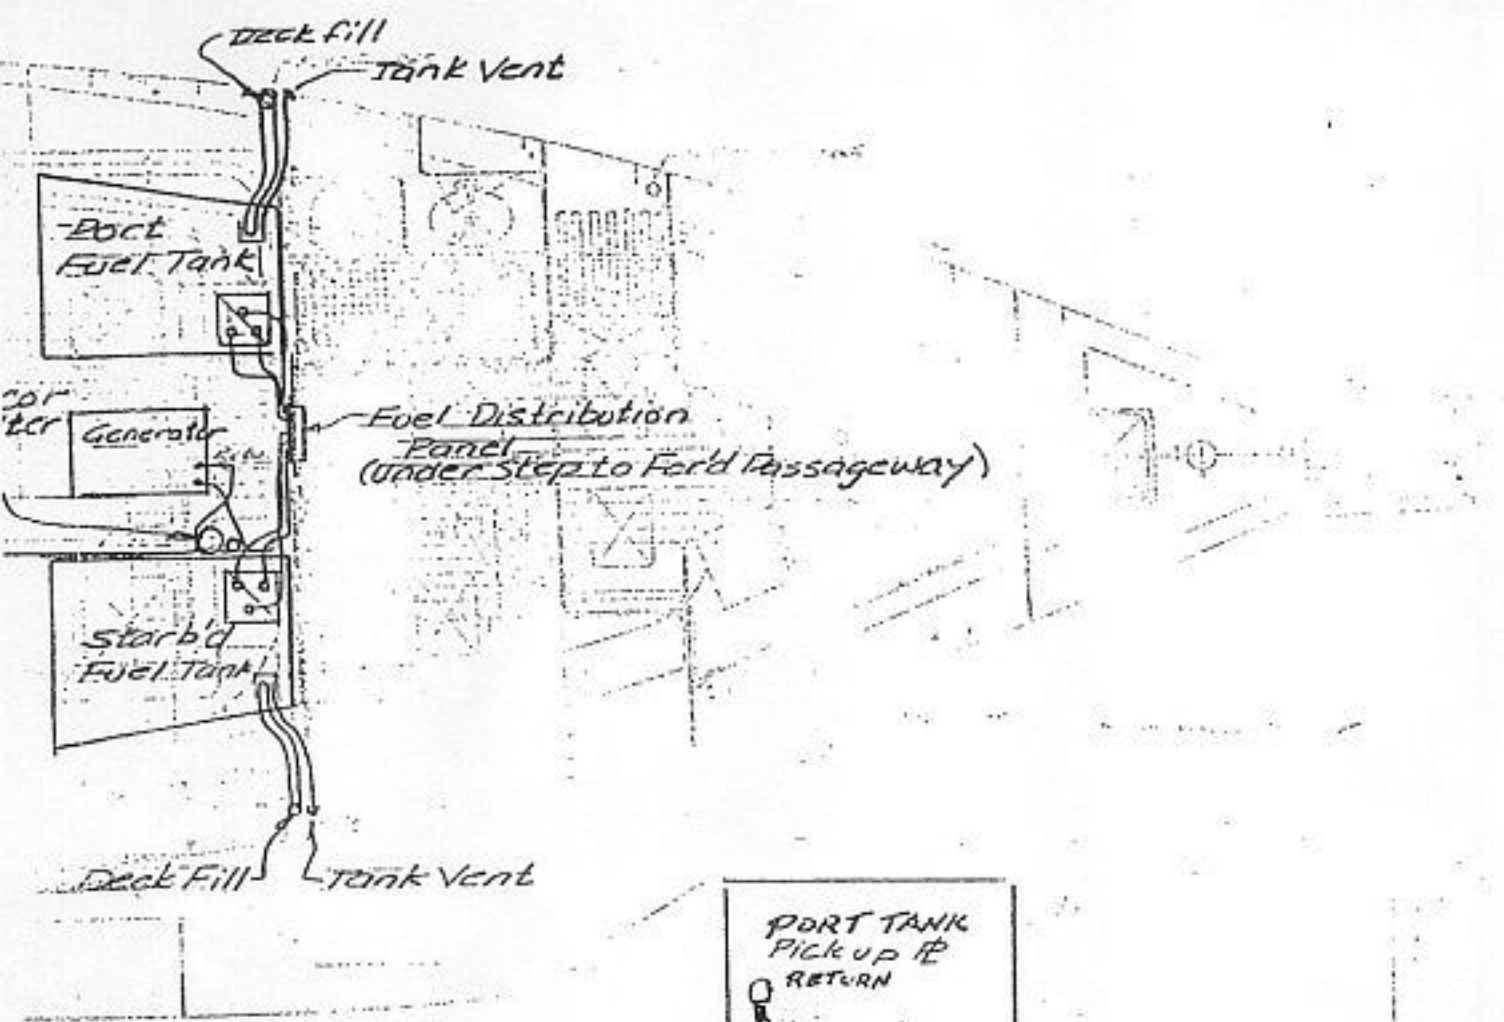 Deck fill
Tank Vent
Port
Fuel Tank
Generator
Fuel Distribution
Panel
(Under Step to For'd Passageway)
Starb'd
Fuel Tank
Deck Fill
Tank Vent
PORT TANK
Pick up
RETURN